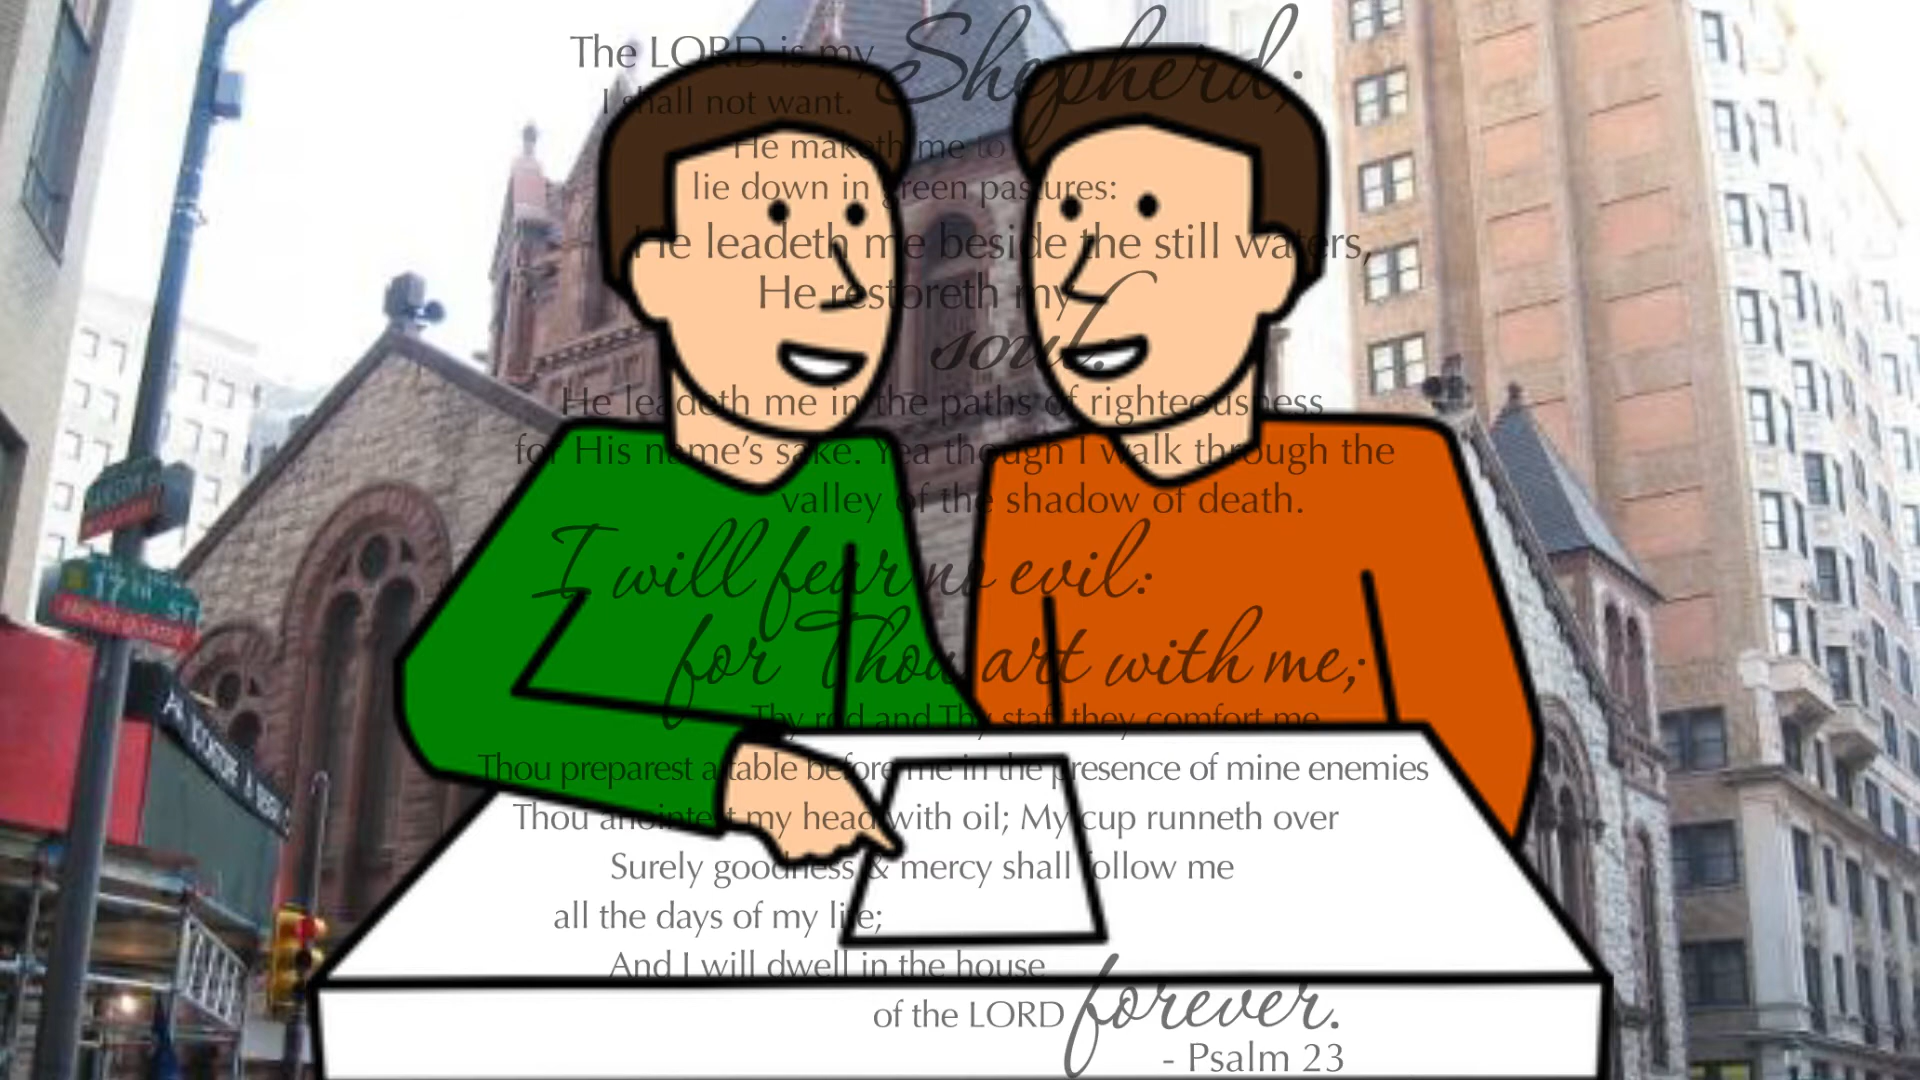 The LORD is my Shepherd;
I shall not want.
He maketh me to
lie down in green pastures:
He leadeth me beside the still waters,
He restoreth my
soul:
He leadeth me in the paths of righteousness
for His name's sake. Yea though I walk through the
valley of the shadow of death.
I will fear no evil:
for Thou art with me;
Thy rod and Thy staff they comfort me
Thou preparest a table before me in the presence of mine enemies
Thou anointest my head with oil; My cup runneth over
Surely goodness & mercy shall follow me
all the days of my life;
And I will dwell in the house
of the LORD forever.
- Psalm 23
17TH ST